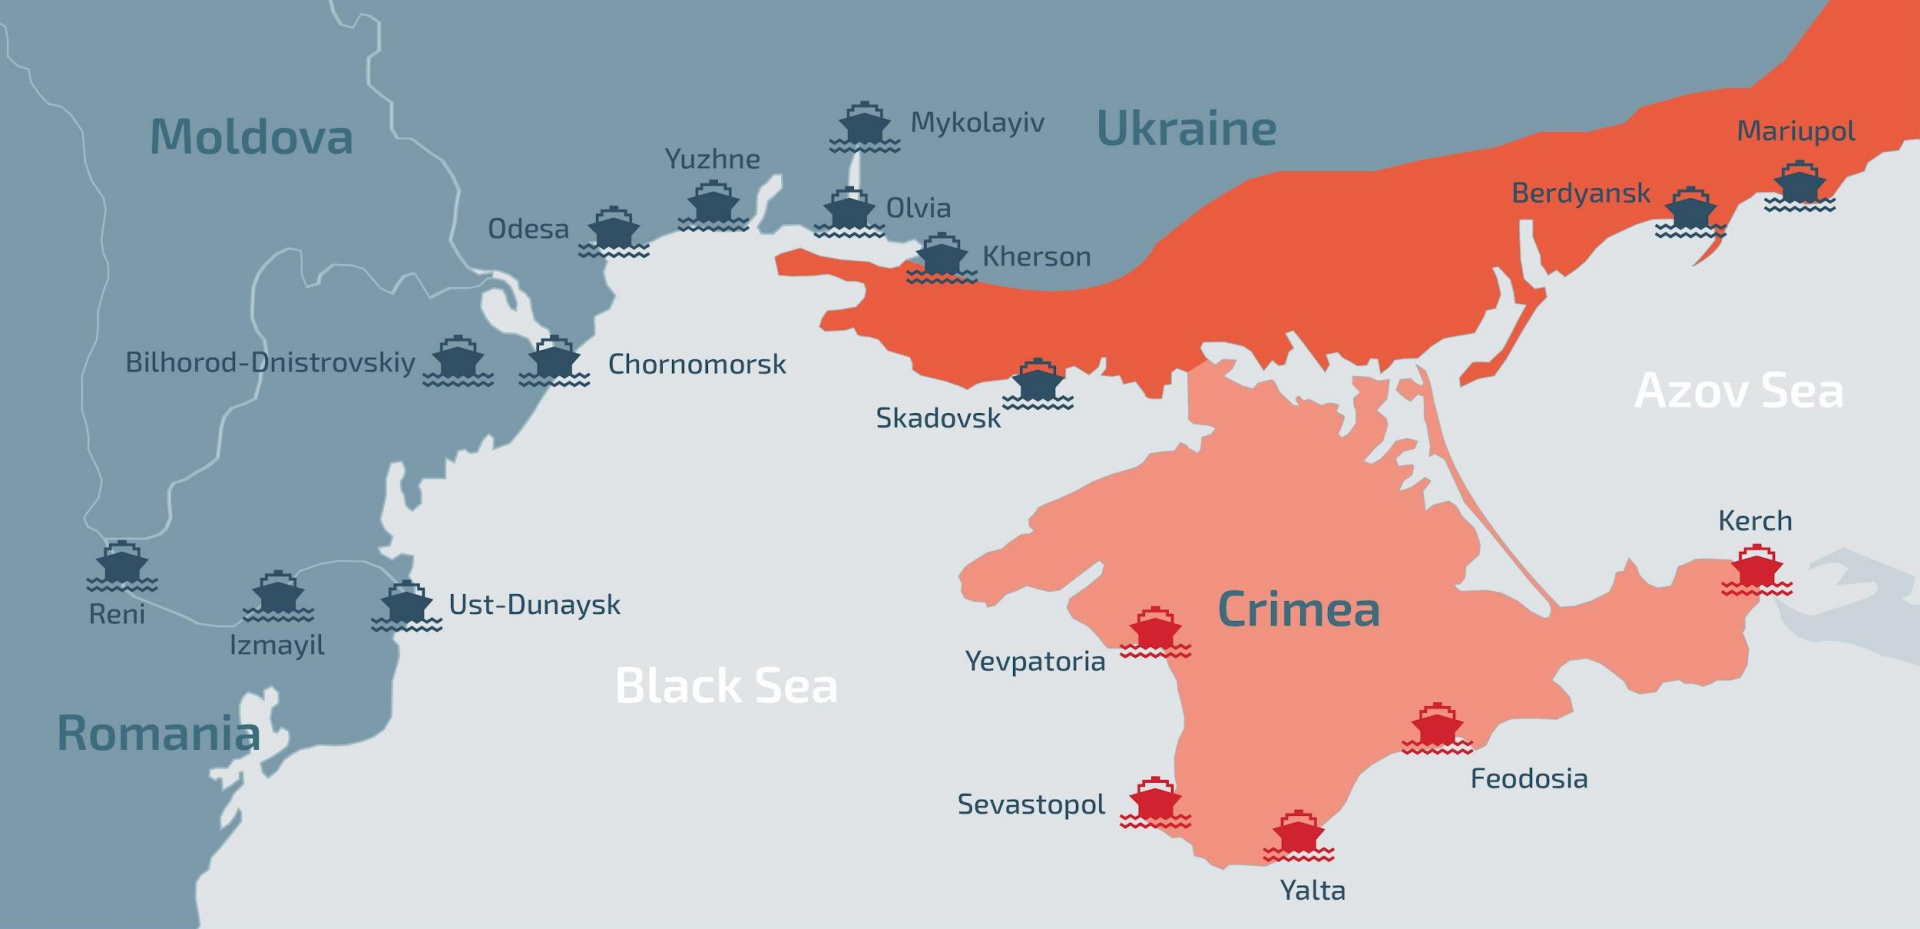 Moldova
Ukraine
Mykolayiv
Mariupol
Yuzhne
Berdyansk
Olvia
Odesa
Kherson
Bilhorod-Dnistrovskiy
Chornomorsk
Azov Sea
Skadovsk
Kerch
Reni
Ust-Dunaysk
Crimea
Izmayil
Yevpatoria
Black Sea
Romania
Feodosia
Sevastopol
Yalta